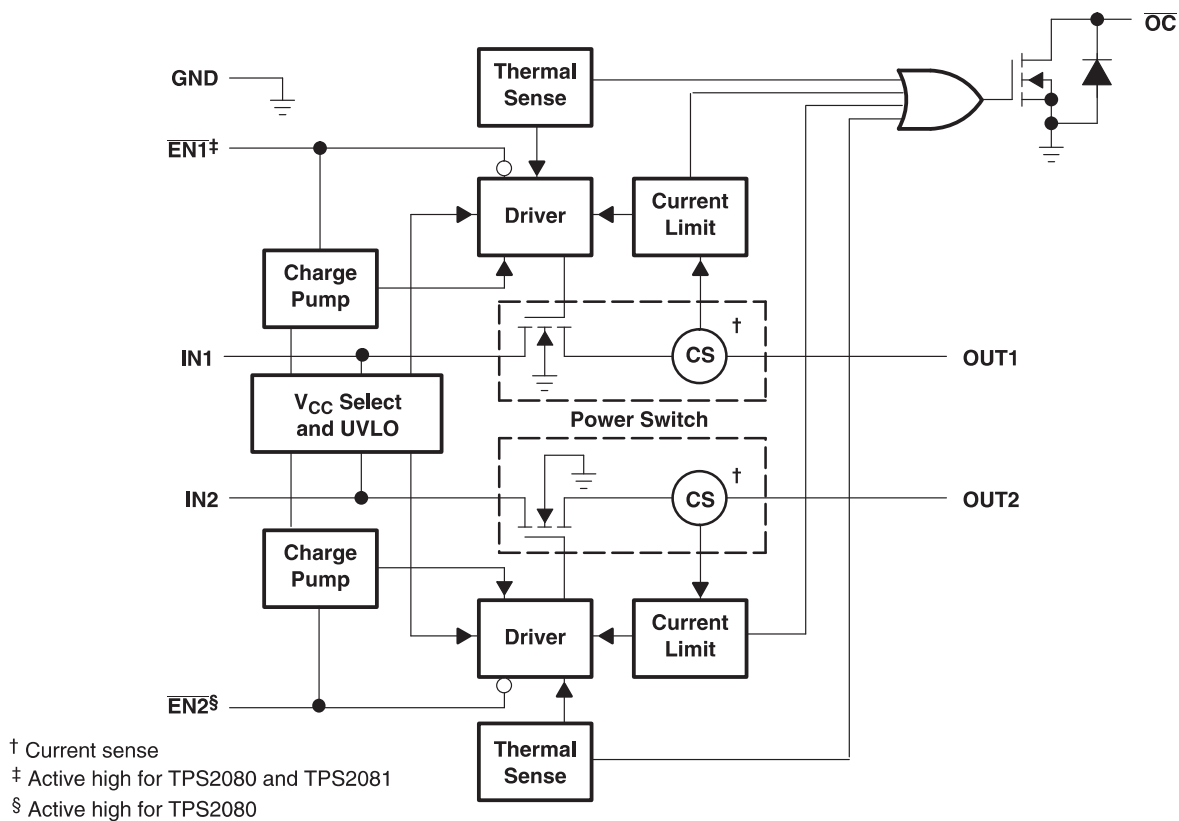 OC
Thermal
Sense
GND
EN1‡
Driver
Current
Limit
Charge
Pump
†
IN1
CS
OUT1
VCC Select
and UVLO
Power Switch
†
IN2
CS
OUT2
Charge
Pump
Driver
Current
Limit
EN2§
Thermal
Sense
† Current sense
‡ Active high for TPS2080 and TPS2081
§ Active high for TPS2080